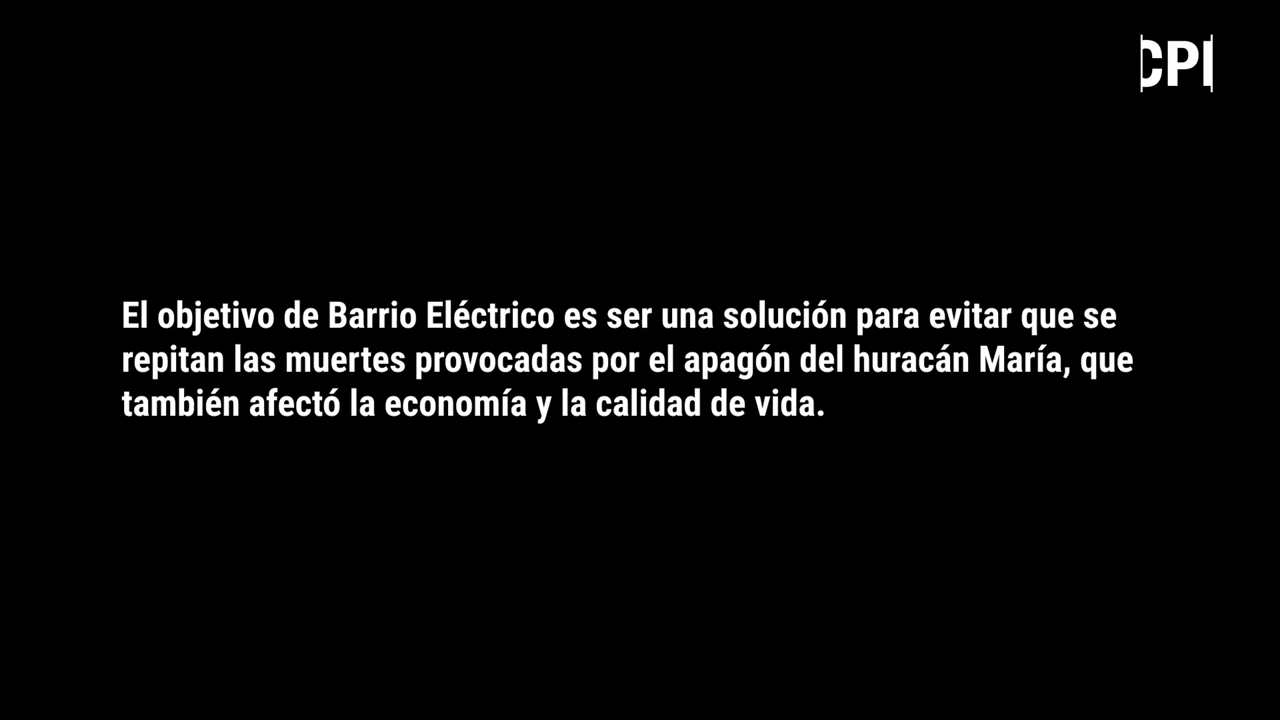 CPI
El objetivo de Barrio Eléctrico es ser una solución para evitar que se
repitan las muertes provocadas por el apagón del huracán María, que
también afectó la economía y la calidad de vida.